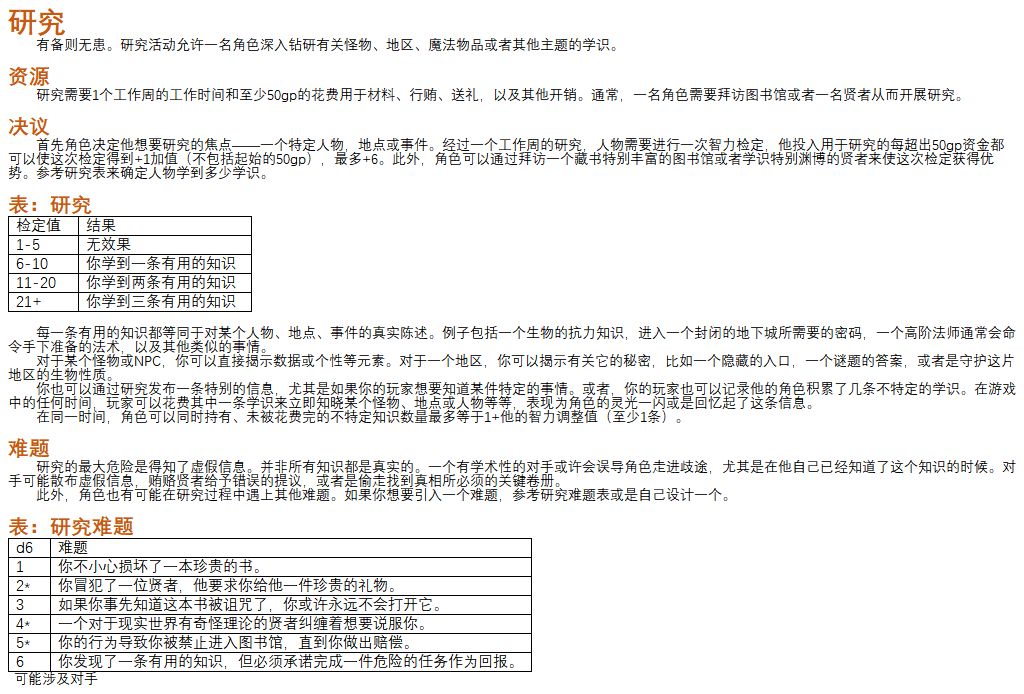 研究
有备则无患。研究活动允许一名角色深入钻研有关怪物、地区、魔法物品或者其他主题的学识。
资源
研究需要1个工作周的工作时间和至少50gp的花费用于材料、行贿、送礼，以及其他开销。通常，一名角色需要拜访图书馆或者一名贤者从而开展研究。
决议
首先角色决定他想要研究的焦点——一个特定人物，地点或事件。经过一个工作周的研究，人物需要进行一次智力检定，他投入用于研究的每超出50gp资金都
可以使这次检定得到+1加值（不包括起始的50gp），最多+6。此外，角色可以通过拜访一个藏书特别丰富的图书馆或者学识特别渊博的贤者来使这次检定获得优
势。参考研究表来确定人物学到多少学识。
表：研究
检定值 结果
1-5 无效果
6-10 你学到一条有用的知识
11-20 你学到两条有用的知识
21+ 你学到三条有用的知识
每一条有用的知识都等同于对某个人物、地点、事件的真实陈述。例子包括一个生物的抗力知识，进入一个封闭的地下城所需要的密码，一个高阶法师通常会命
令手下准备的法术，以及其他类似的事情。
对于某个怪物或NPC，你可以直接揭示数据或个性等元素。对于一个地区，你可以揭示有关它的秘密，比如一个隐藏的入口，一个谜题的答案，或者是守护这片
地区的生物性质。
你也可以通过研究发布一条特别的信息，尤其是如果你的玩家想要知道某件特定的事情。或者，你的玩家也可以记录他的角色积累了几条不特定的学识。在游戏
中的任何时间，玩家可以花费其中一条学识来立即知晓某个怪物、地点或人物等等，表现为角色的灵光一闪或是回忆起了这条信息。
在同一时间，角色可以同时持有、未被花费完的不特定知识数量最多等于1+他的智力调整值（至少1条）。
难题
研究的最大危险是得知了虚假信息。并非所有知识都是真实的。一个有学术性的对手或许会误导角色走进歧途，尤其是在他自己已经知道了这个知识的时候。对
手可能散布虚假信息，贿赂贤者给予错误的提议，或者是偷走找到真相所必须的关键卷册。
此外，角色也有可能在研究过程中遇上其他难题。如果你想要引入一个难题，参考研究难题表或是自己设计一个。
表：研究难题
d6 难题
1 你不小心损坏了一本珍贵的书。
2* 你冒犯了一位贤者，他要求你给他一件珍贵的礼物。
3 如果你事先知道这本书被诅咒了，你或许永远不会打开它。
4* 一个对于现实世界有奇怪理论的贤者纠缠着想要说服你。
5* 你的行为导致你被禁止进入图书馆，直到你做出赔偿。
6 你发现了一条有用的知识，但必须承诺完成一件危险的任务作为回报。
可能涉及对手